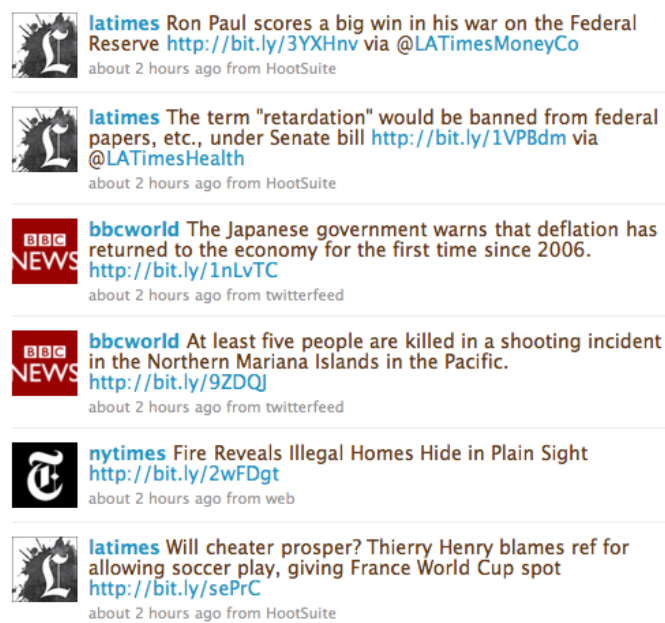 latimes Ron Paul scores a big win in his war on the Federal
Reserve http://bit.ly/3YXHnv via @LATimesMoneyCo
about 2 hours ago from HootSuite
latimes The term "retardation" would be banned from federal
papers, etc., under Senate bill http://bit.ly/1VPBdm via
@LATimesHealth
about 2 hours ago from HootSuite
BBC
NEWS
bbcworld The Japanese government warns that deflation has
returned to the economy for the first time since 2006.
http://bit.ly/1nLvTC
about 2 hours ago from twitterfeed
BBC
NEWS
bbcworld At least five people are killed in a shooting incident
in the Northern Mariana Islands in the Pacific.
http://bit.ly/9ZDQJ
about 2 hours ago from twitterfeed
nytimes Fire Reveals Illegal Homes Hide in Plain Sight
http://bit.ly/2wFDgt
about 2 hours ago from web
latimes Will cheater prosper? Thierry Henry blames ref for
allowing soccer play, giving France World Cup spot
http://bit.ly/sePrC
about 2 hours ago from HootSuite